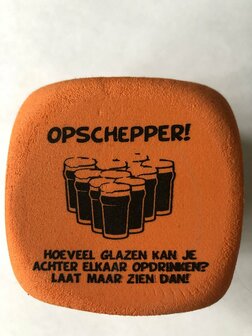 OPSCHEPPER!
HOEVEEL GLAZEN KAN JE
ACHTER ELKAAR OPDRINKEN?
LAAT MAAR ZIEN DAN!